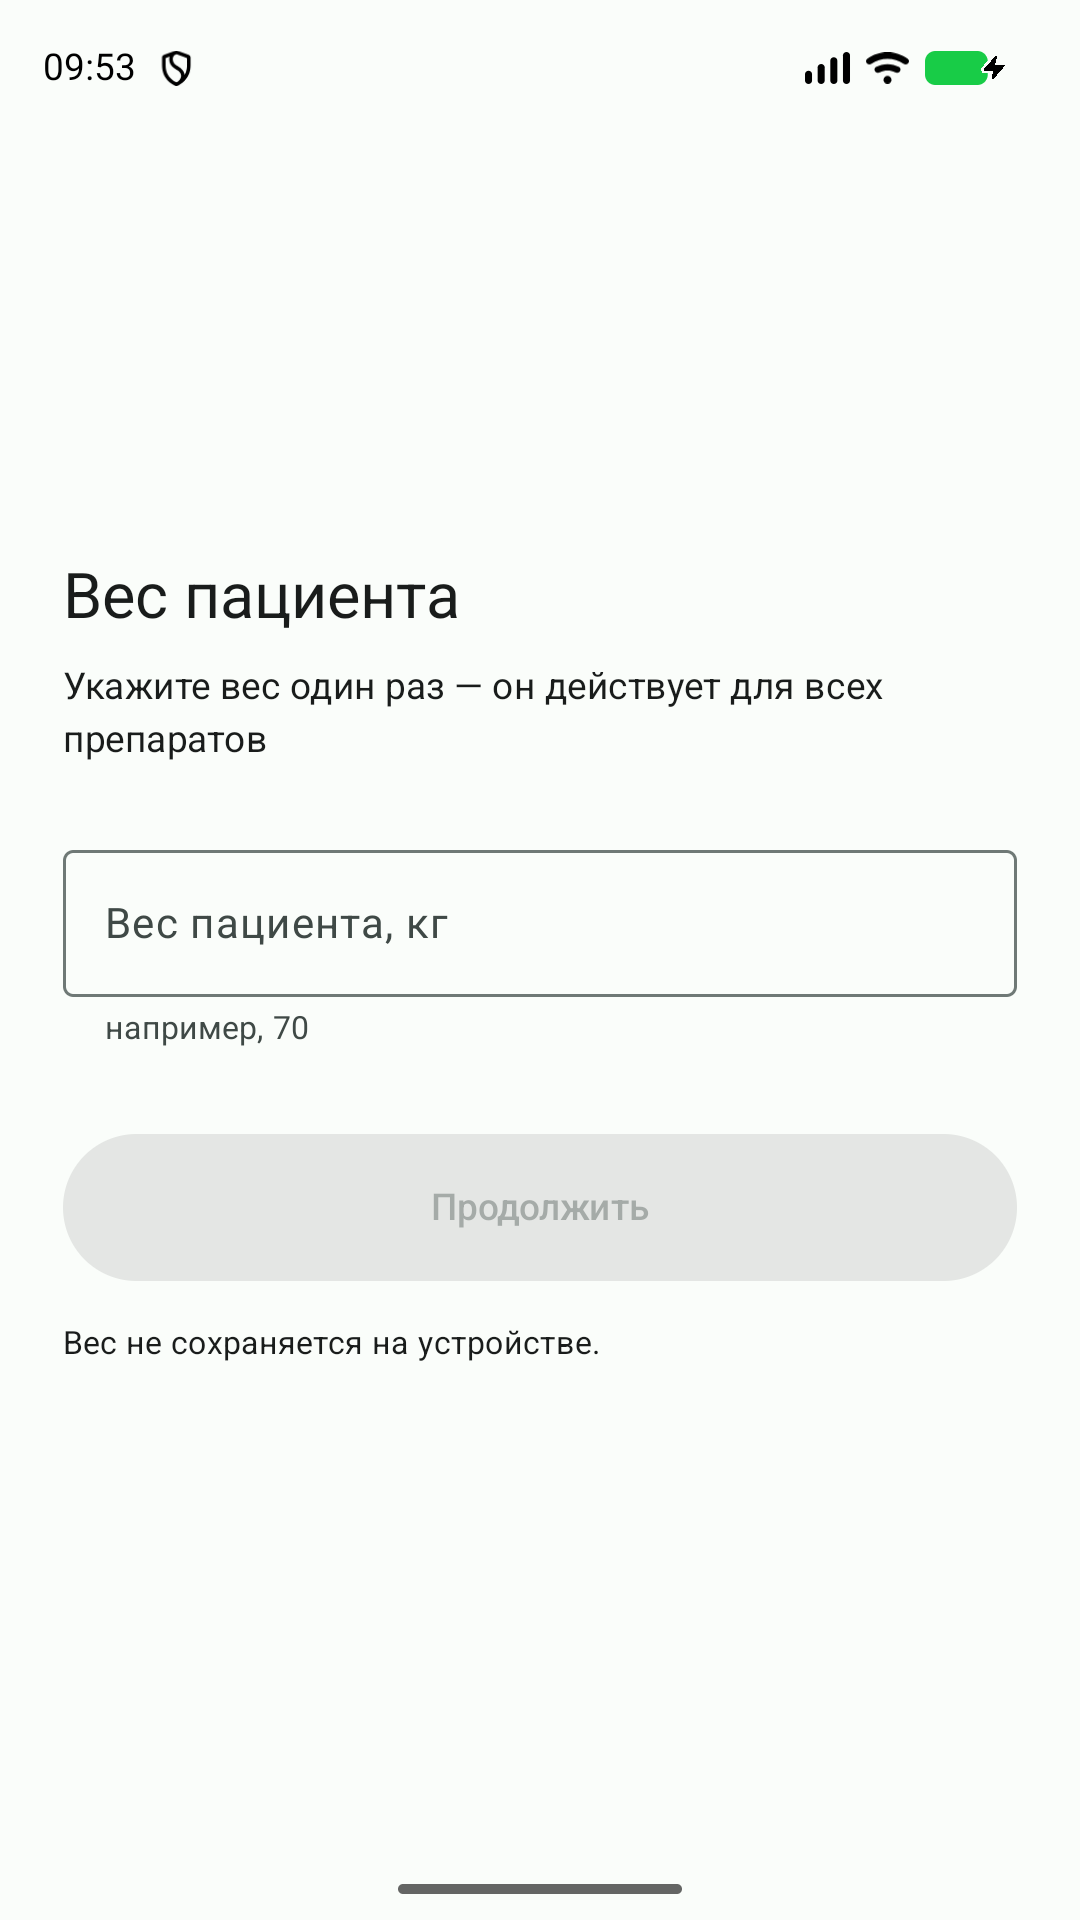 09:53
Вес пациента
Укажите вес один раз — он действует для всех
препаратов
Вес пациента, кг
например, 70
Продолжить
Вес не сохраняется на устройстве.